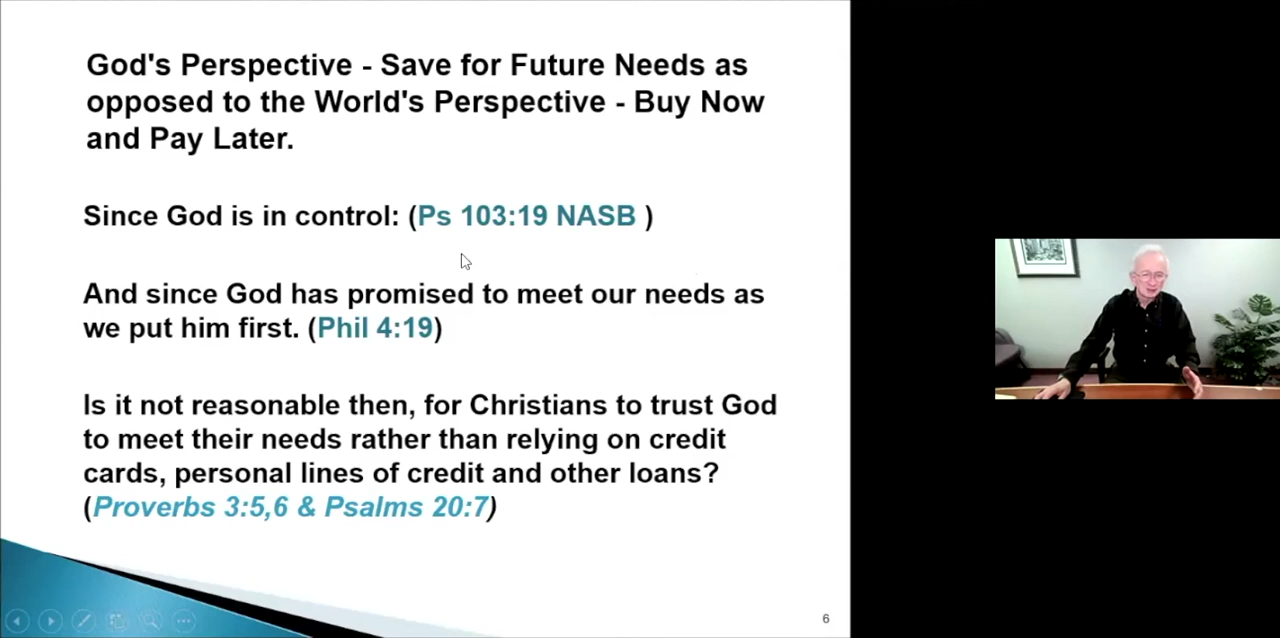 God's Perspective - Save for Future Needs as
opposed to the World's Perspective - Buy Now
and Pay Later.
Since God is in control: (Ps 103:19 NASB )
And since God has promised to meet our needs as
we put him first. (Phil 4:19)
Is it not reasonable then, for Christians to trust God
to meet their needs rather than relying on credit
cards, personal lines of credit and other loans?
(Proverbs 3:5,6 & Psalms 20:7)
6